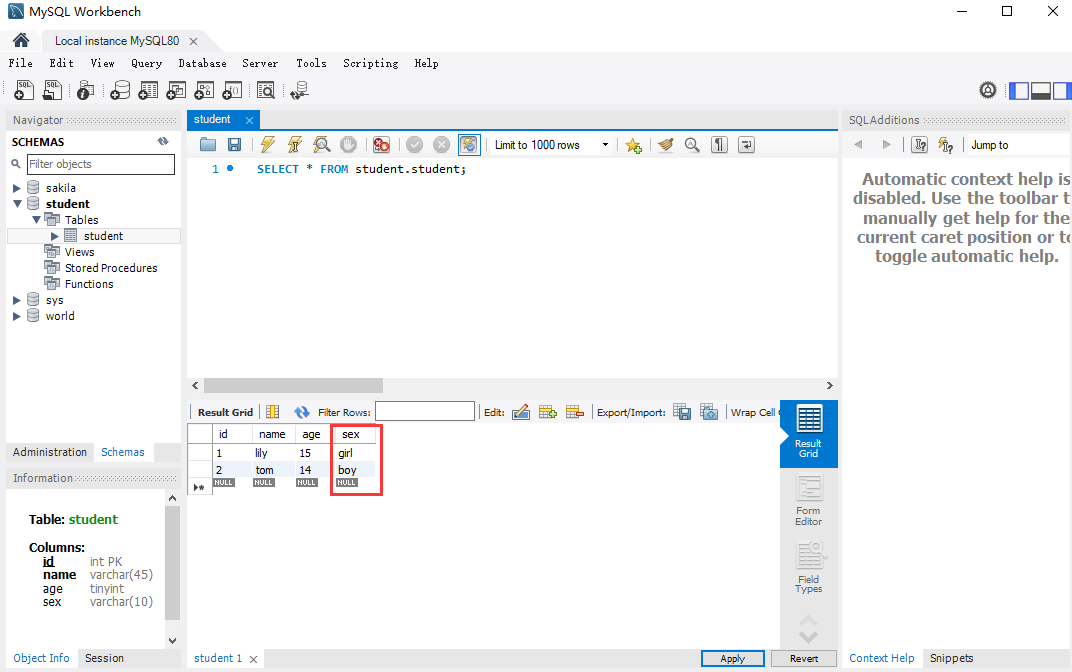 MySQL Workbench
Local instance MySQL80
File Edit View Query Database Server Tools Scripting Help
Navigator
SCHEMAS
Filter objects
sakila
student
Tables
student
Views
Stored Procedures
Functions
sys
world
Administration Schemas
Information
Table: student
Columns:
id int PK
name varchar(45)
age tinyint
sex varchar(10)
Object Info Session
student
Limit to 1000 rows
1 SELECT * FROM student.student;
Result Grid Filter Rows: Edit: Export/Import: Wrap Cell
id name age sex
1 lily 15 girl
2 tom 14 boy
NULL NULL NULL NULL
Result
Grid
Form
Editor
Field
Types
student 1
Apply Revert
SQLAdditions
Jump to
Automatic context help is
disabled. Use the toolbar t
manually get help for the
current caret position or to
toggle automatic help.
Context Help Snippets